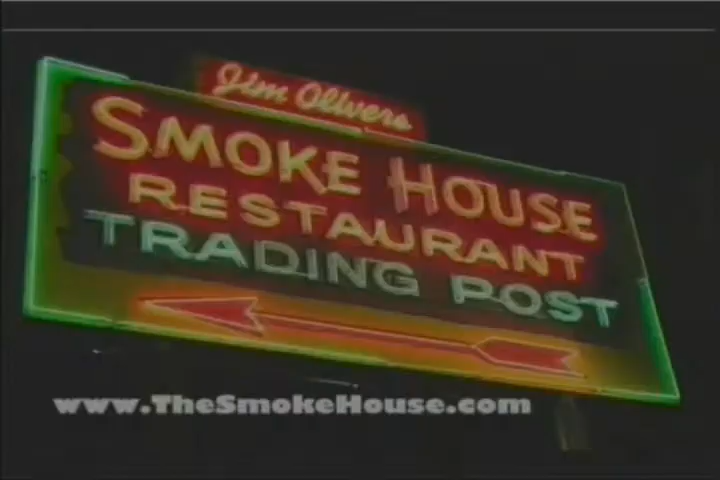 Jim Olivers
SMOKE HOUSE
RESTAURANT
TRADING POST
www.TheSmokeHouse.com